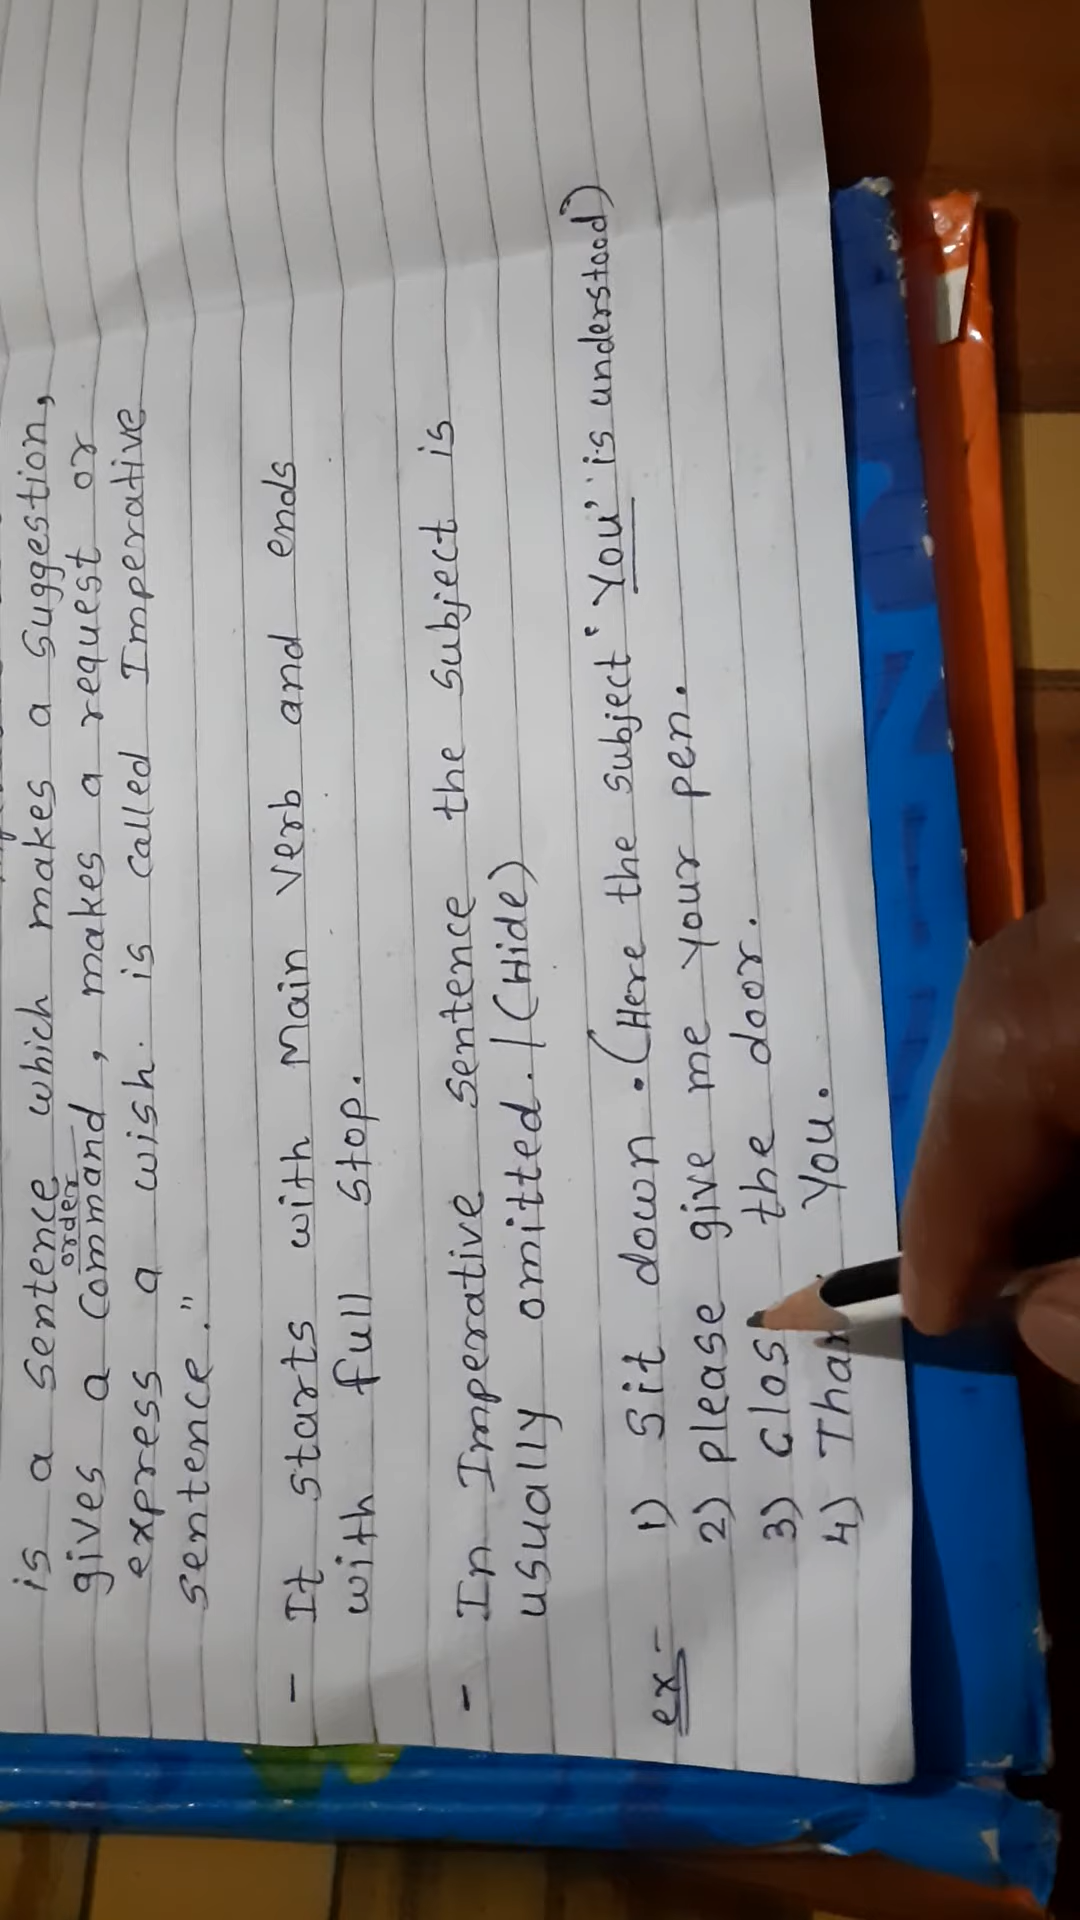 is a sentence which makes a suggestion,
order
gives a command, makes a request or
express a wish. is called Imperative
sentence."
- It starts with Main verb and ends
with full stop.
- In Imperative sentence the subject is
usually omitted. (Hide)
ex- 1) Sit down. (Here the subject 'You' is understood)
2) please give me your pen.
3) Clos the door.
4) Than You.